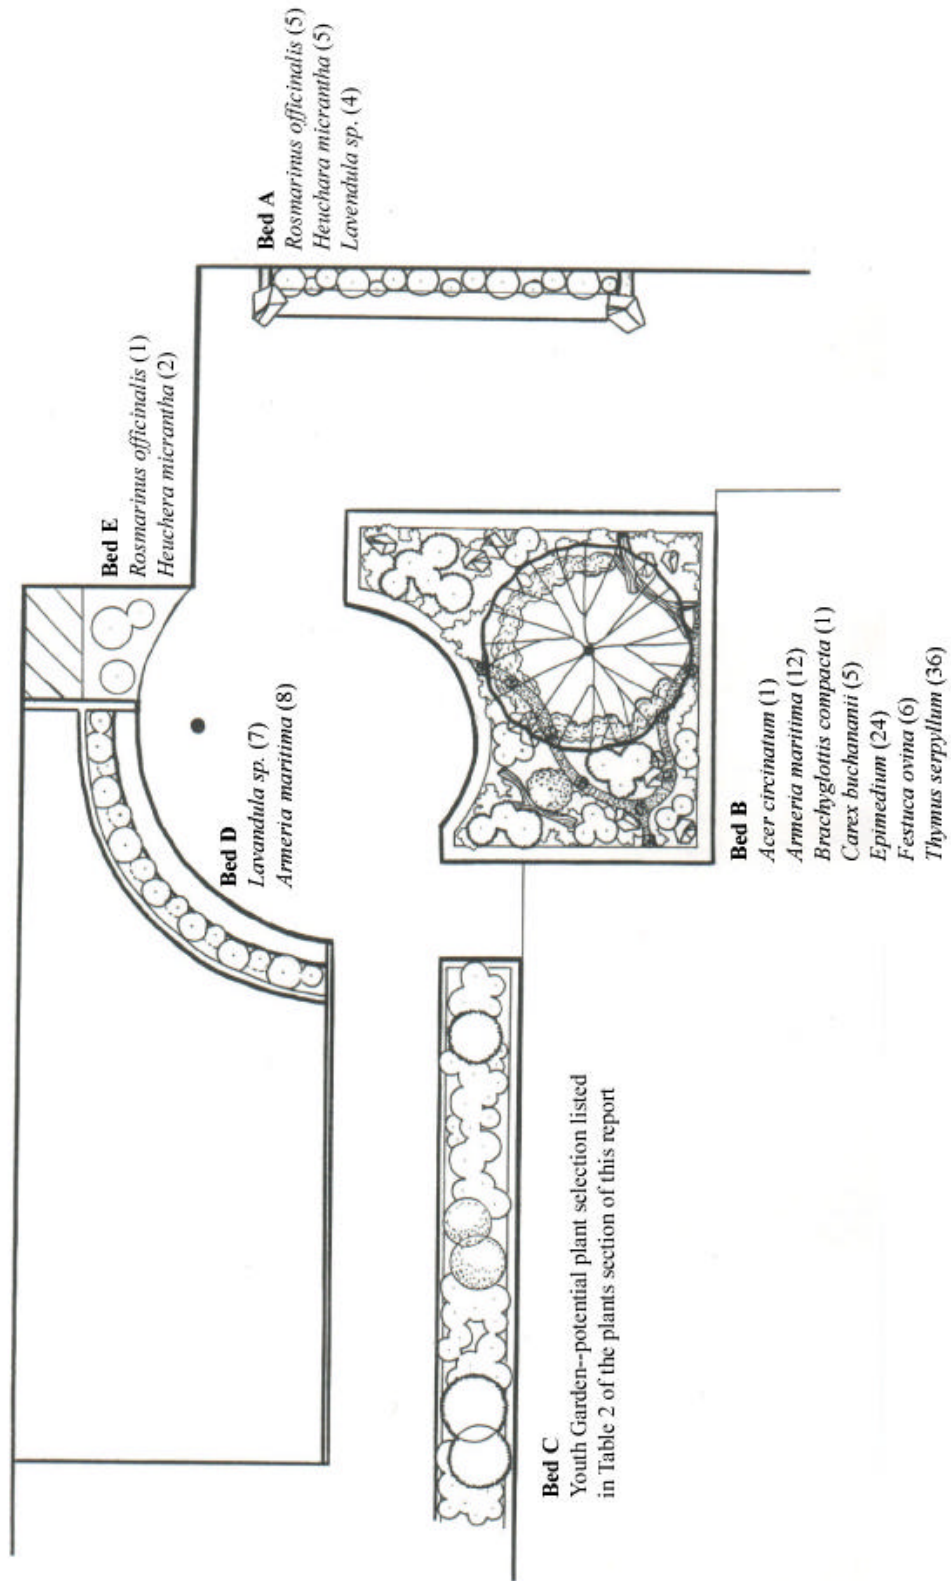 Bed A
Rosmarinus officinalis (5)
Heuchara micrantha (5)
Lavendula sp. (4)
Bed E
Rosmarinus officinalis (1)
Heuchera micrantha (2)
Bed D
Lavandula sp. (7)
Armeria maritima (8)
Bed B
Acer circinatum (1)
Armeria maritima (12)
Brachyglottis compacta (1)
Carex buchananii (5)
Epimedium (24)
Festuca ovina (6)
Thymus serpyllum (36)
Bed C
Youth Garden--potential plant selection listed
in Table 2 of the plants section of this report